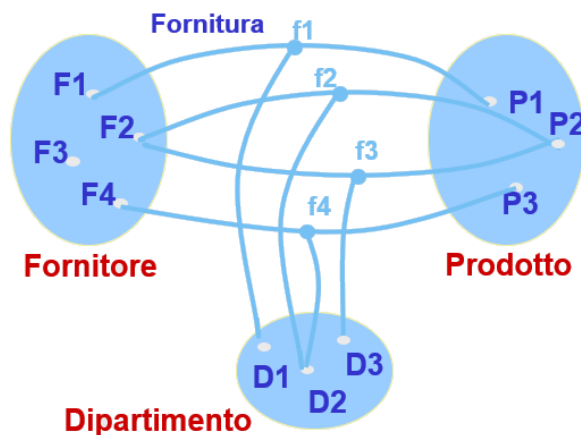 Fornitura
f1
F1
f2
P1
F2
P2
F3
f3
F4
f4
P3
Fornitore
Prodotto
D1
D2
D3
Dipartimento